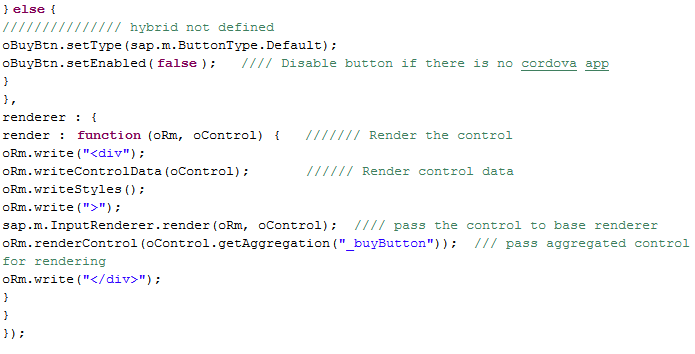 } else {
/////////////// hybrid not defined
oBuyBtn.setType(sap.m.ButtonType.Default);
oBuyBtn.setEnabled(false);   //// Disable button if there is no cordova app
}
},
renderer : {
render : function (oRm, oControl) {   /////// Render the control
oRm.write("<div");
oRm.writeControlData(oControl);       ////// Render control data
oRm.writeStyles();
oRm.write(">");
sap.m.InputRenderer.render(oRm, oControl);  //// pass the control to base renderer
oRm.renderControl(oControl.getAggregation("_buyButton"));  /// pass aggregated control
for rendering
oRm.write("</div>");
}
}
});